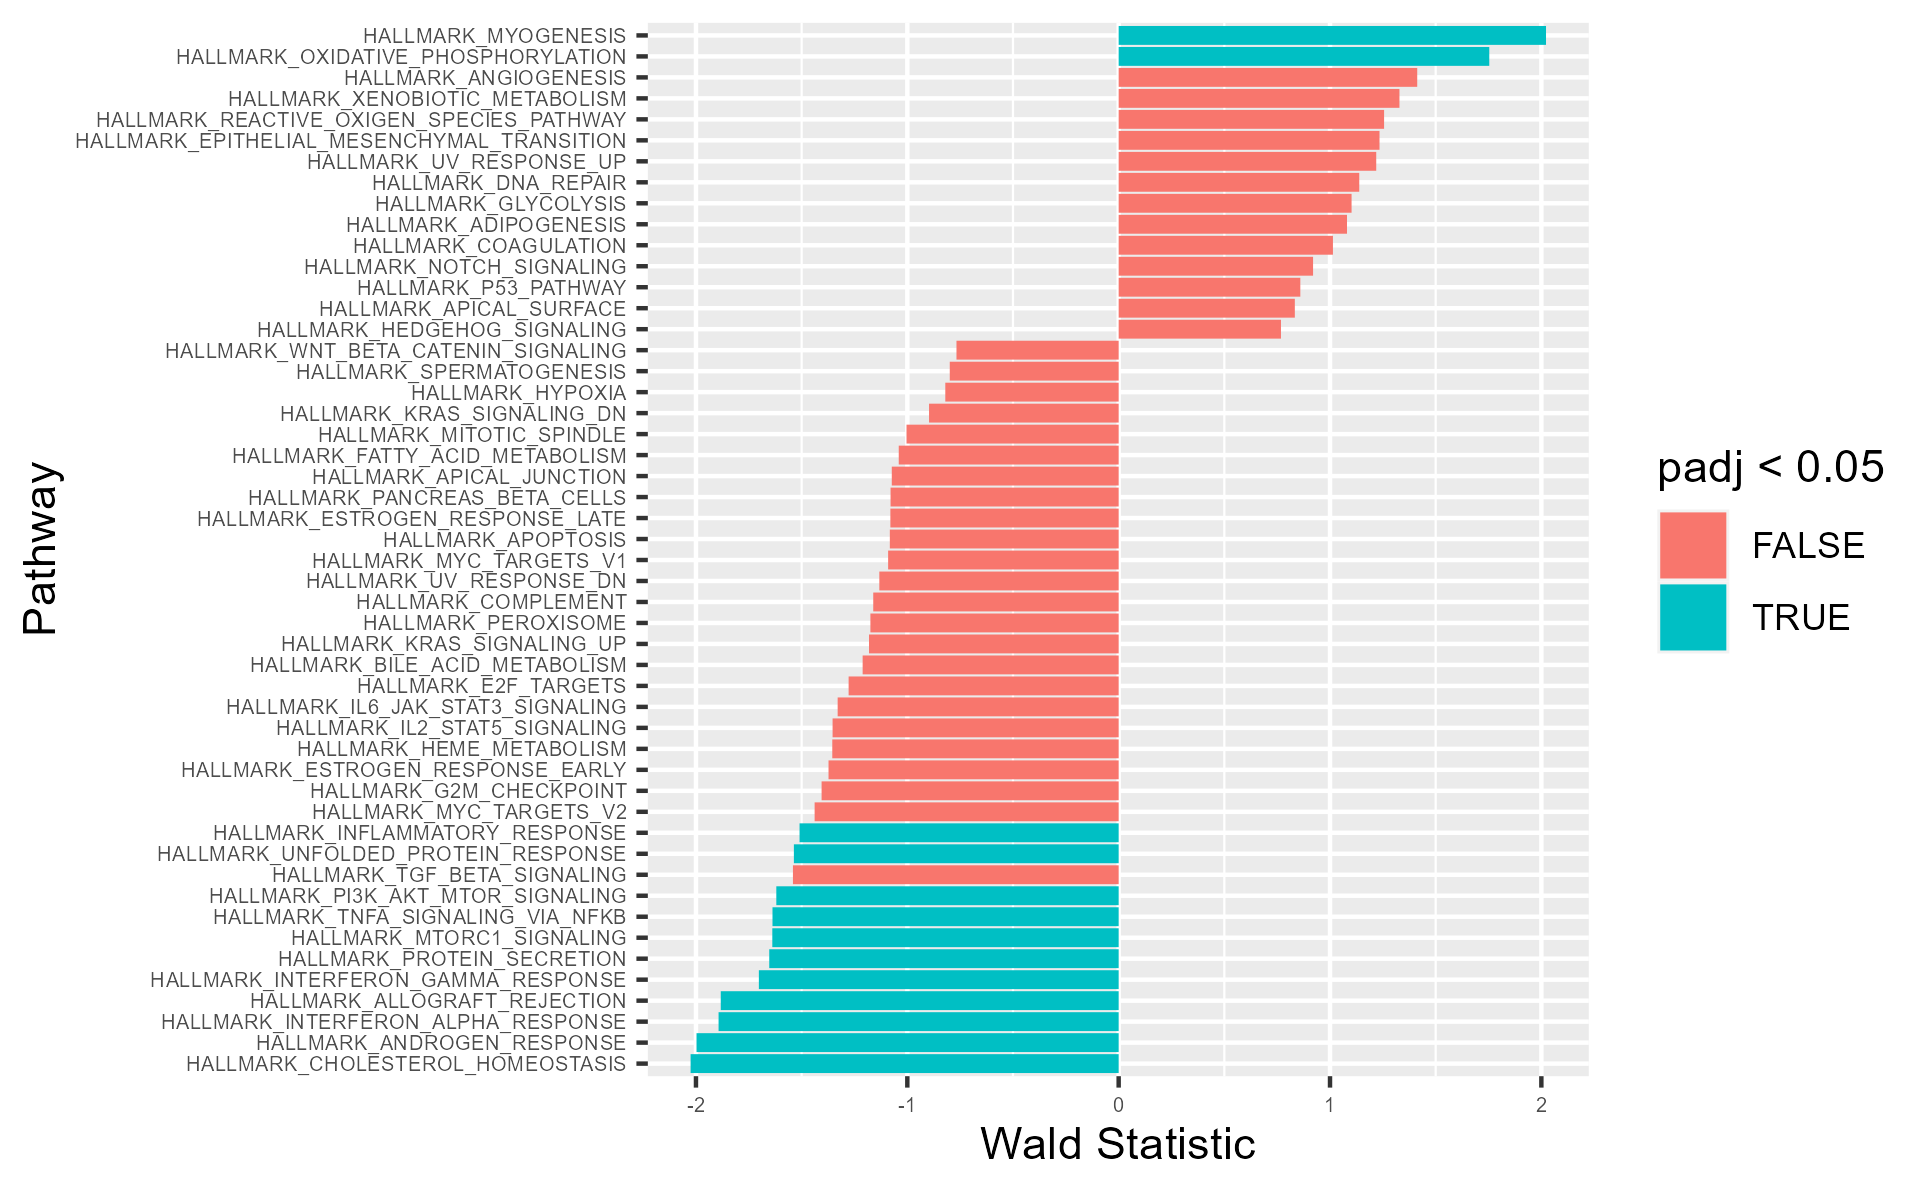 HALLMARK_MYOGENESIS
HALLMARK_OXIDATIVE_PHOSPHORYLATION
HALLMARK_ANGIOGENESIS
HALLMARK_XENOBIOTIC_METABOLISM
HALLMARK_REACTIVE_OXIGEN_SPECIES_PATHWAY
HALLMARK_EPITHELIAL_MESENCHYMAL_TRANSITION
HALLMARK_UV_RESPONSE_UP
HALLMARK_DNA_REPAIR
HALLMARK_GLYCOLYSIS
HALLMARK_ADIPOGENESIS
HALLMARK_COAGULATION
HALLMARK_NOTCH_SIGNALING
HALLMARK_P53_PATHWAY
HALLMARK_APICAL_SURFACE
HALLMARK_HEDGEHOG_SIGNALING
HALLMARK_WNT_BETA_CATENIN_SIGNALING
HALLMARK_SPERMATOGENESIS
HALLMARK_HYPOXIA
HALLMARK_KRAS_SIGNALING_DN
HALLMARK_MITOTIC_SPINDLE
HALLMARK_FATTY_ACID_METABOLISM
HALLMARK_APICAL_JUNCTION
HALLMARK_PANCREAS_BETA_CELLS
HALLMARK_ESTROGEN_RESPONSE_LATE
HALLMARK_APOPTOSIS
HALLMARK_MYC_TARGETS_V1
HALLMARK_UV_RESPONSE_DN
HALLMARK_COMPLEMENT
HALLMARK_PEROXISOME
HALLMARK_KRAS_SIGNALING_UP
HALLMARK_BILE_ACID_METABOLISM
HALLMARK_E2F_TARGETS
HALLMARK_IL6_JAK_STAT3_SIGNALING
HALLMARK_IL2_STAT5_SIGNALING
HALLMARK_HEME_METABOLISM
HALLMARK_ESTROGEN_RESPONSE_EARLY
HALLMARK_G2M_CHECKPOINT
HALLMARK_MYC_TARGETS_V2
HALLMARK_INFLAMMATORY_RESPONSE
HALLMARK_UNFOLDED_PROTEIN_RESPONSE
HALLMARK_TGF_BETA_SIGNALING
HALLMARK_PI3K_AKT_MTOR_SIGNALING
HALLMARK_TNFA_SIGNALING_VIA_NFKB
HALLMARK_MTORC1_SIGNALING
HALLMARK_PROTEIN_SECRETION
HALLMARK_INTERFERON_GAMMA_RESPONSE
HALLMARK_ALLOGRAFT_REJECTION
HALLMARK_INTERFERON_ALPHA_RESPONSE
HALLMARK_ANDROGEN_RESPONSE
HALLMARK_CHOLESTEROL_HOMEOSTASIS
Pathway
-2 -1 0 1 2
Wald Statistic
padj < 0.05
FALSE
TRUE